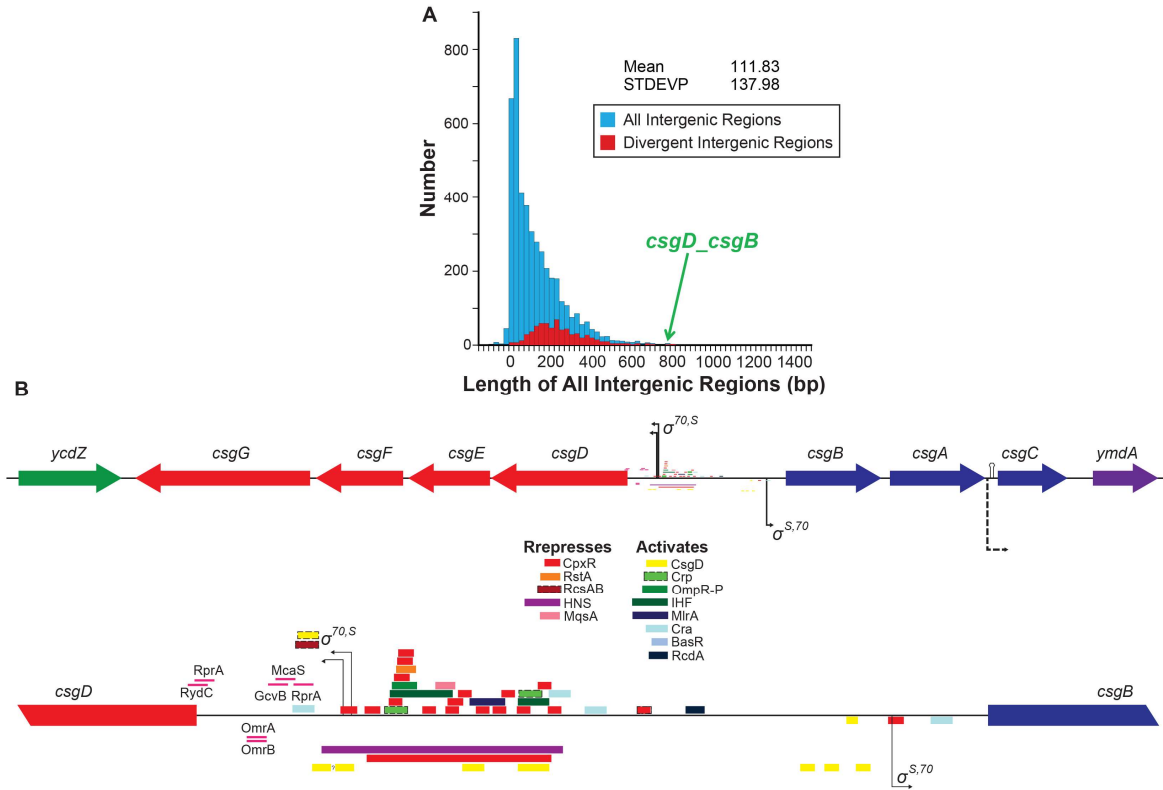 A
800
600
400
200
0
Number
Mean 111.83
STDEVP 137.98
All Intergenic Regions
Divergent Intergenic Regions
csgD_csgB
0 200 400 600 800 1000 1200 1400
Length of All Intergenic Regions (bp)
B
σ70,S
ycdZ csgG csgF csgE csgD csgB csgA csgC ymdA
σS,70
Rrepresses Activates
CpxR CsgD
RstA Crp
RcsAB OmpR-P
HNS IHF
MqsA MlrA
Cra
BasR
RcdA
σ70,S
csgD RprA McaS csgB
RydC GcvB RprA
OmrA
OmrB
?
σS,70